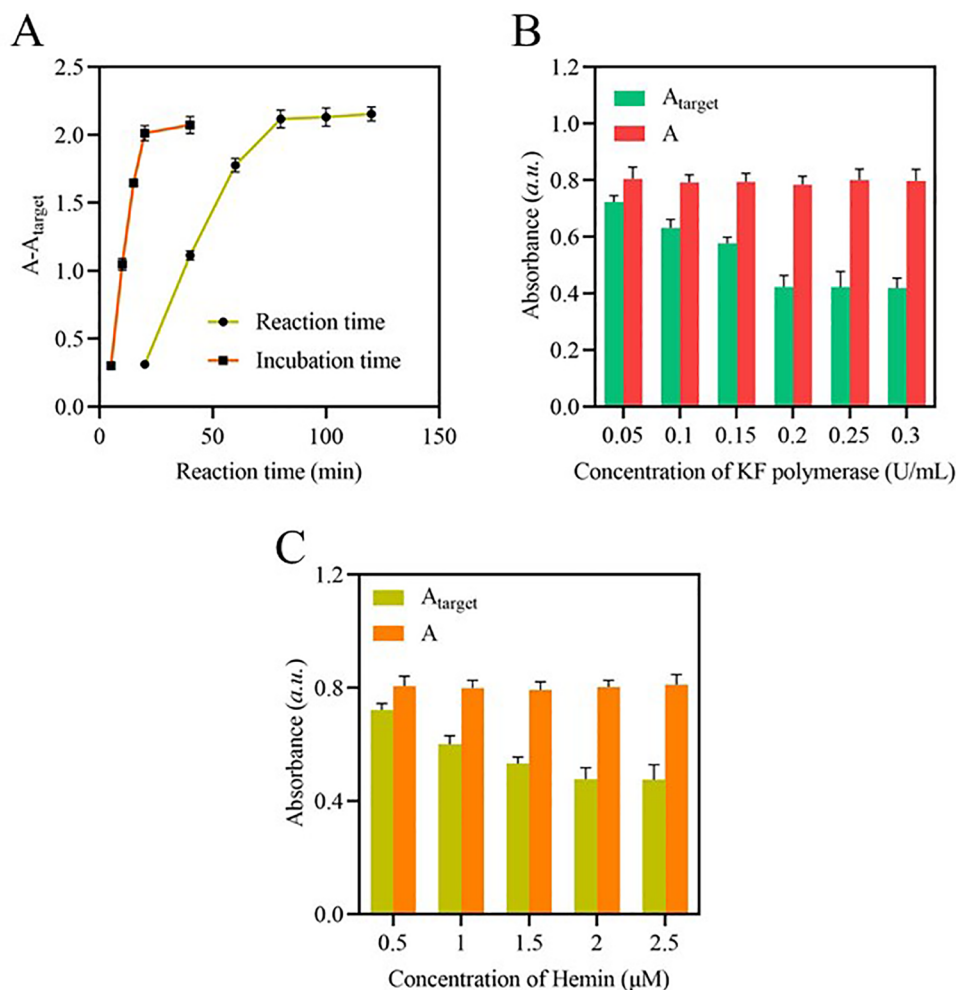 A
2.5
2.0
1.5
1.0
0.5
0.0
A-Atarget
Reaction time
Incubation time
0 50 100 150
Reaction time (min)
B
1.2
1.0
0.8
0.6
0.4
0.2
0.0
Absorbance (a.u.)
Atarget
A
0.05 0.1 0.15 0.2 0.25 0.3
Concentration of KF polymerase (U/mL)
C
1.2
0.8
0.4
0.0
Absorbance (a.u.)
Atarget
A
0.5 1 1.5 2 2.5
Concentration of Hemin (μM)